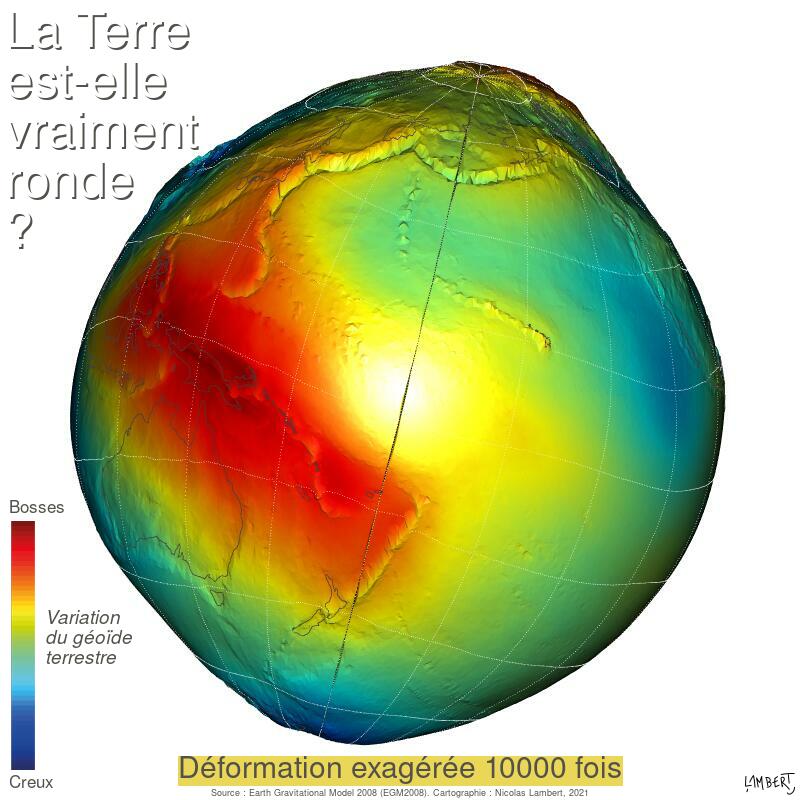 La Terre
est-elle
vraiment
ronde
?
Bosses
Variation
du géoïde
terrestre
Creux
Déformation exagérée 10000 fois
Source : Earth Gravitational Model 2008 (EGM2008). Cartographie : Nicolas Lambert, 2021
LAMBERT